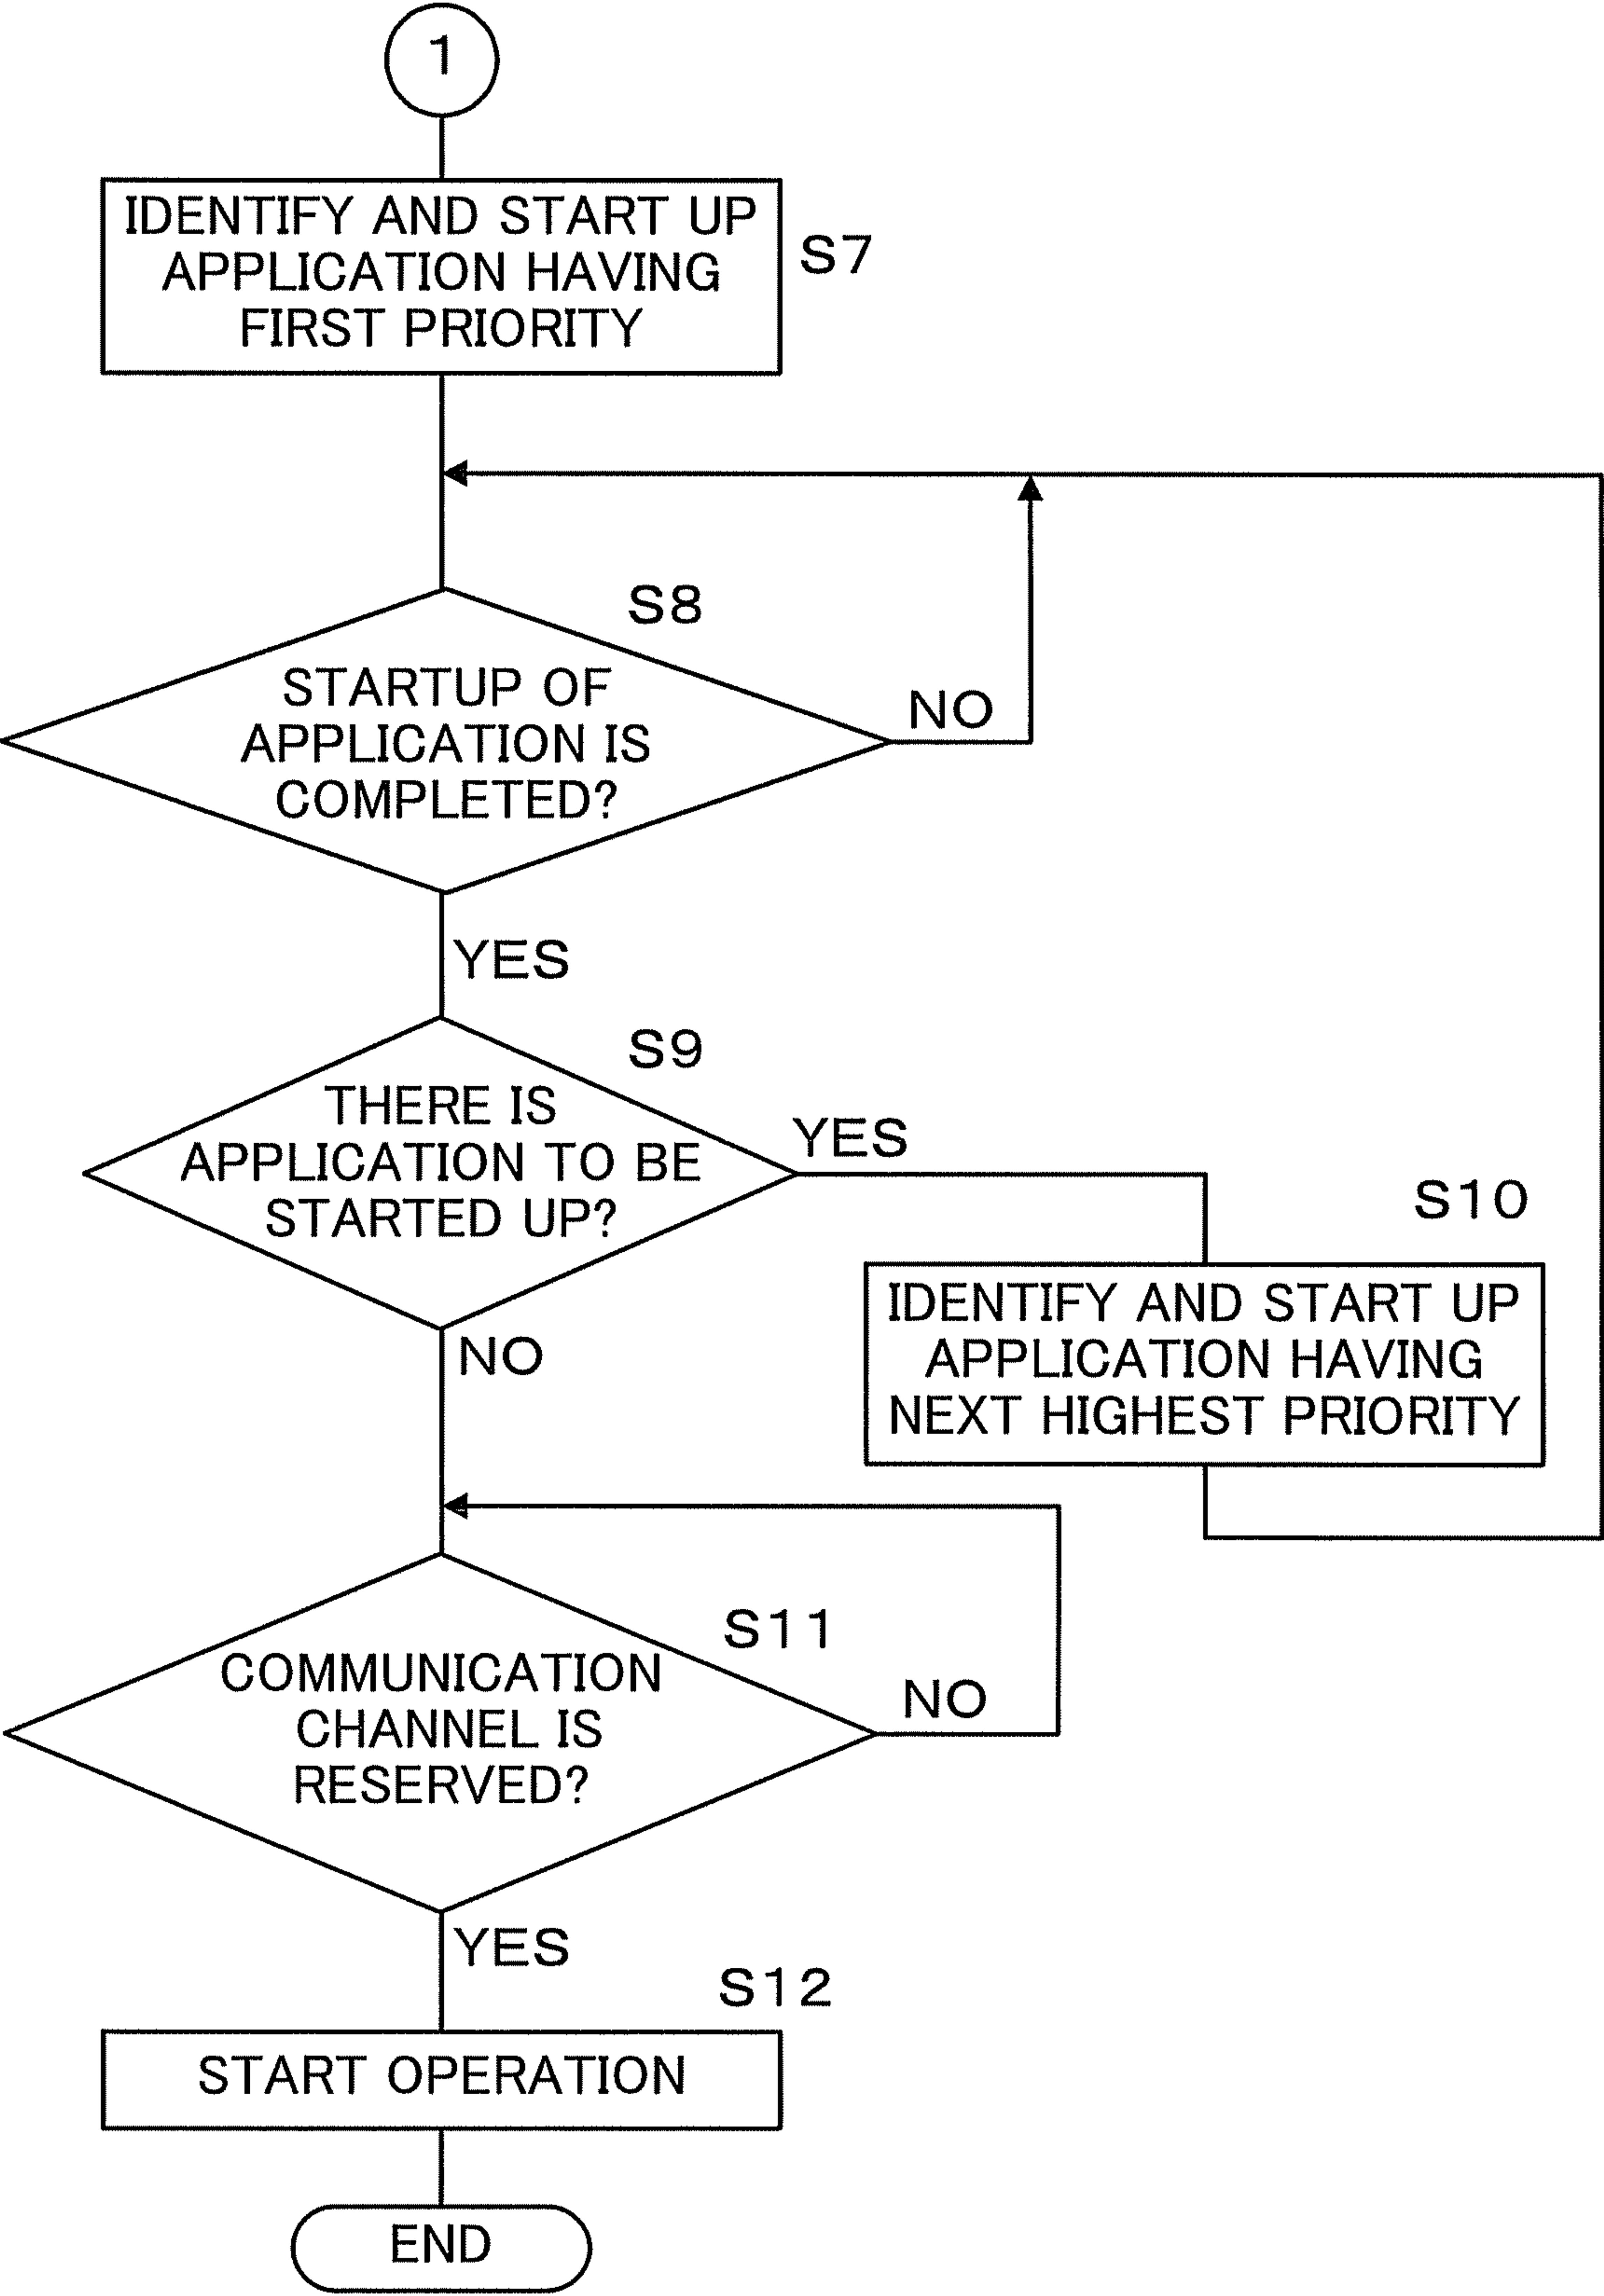 1
IDENTIFY AND START UP
APPLICATION HAVING
FIRST PRIORITY
S7
S8
STARTUP OF
APPLICATION IS
COMPLETED?
NO
YES
S9
THERE IS
APPLICATION TO BE
STARTED UP?
YES
NO
S10
IDENTIFY AND START UP
APPLICATION HAVING
NEXT HIGHEST PRIORITY
S11
COMMUNICATION
CHANNEL IS
RESERVED?
NO
YES
S12
START OPERATION
END